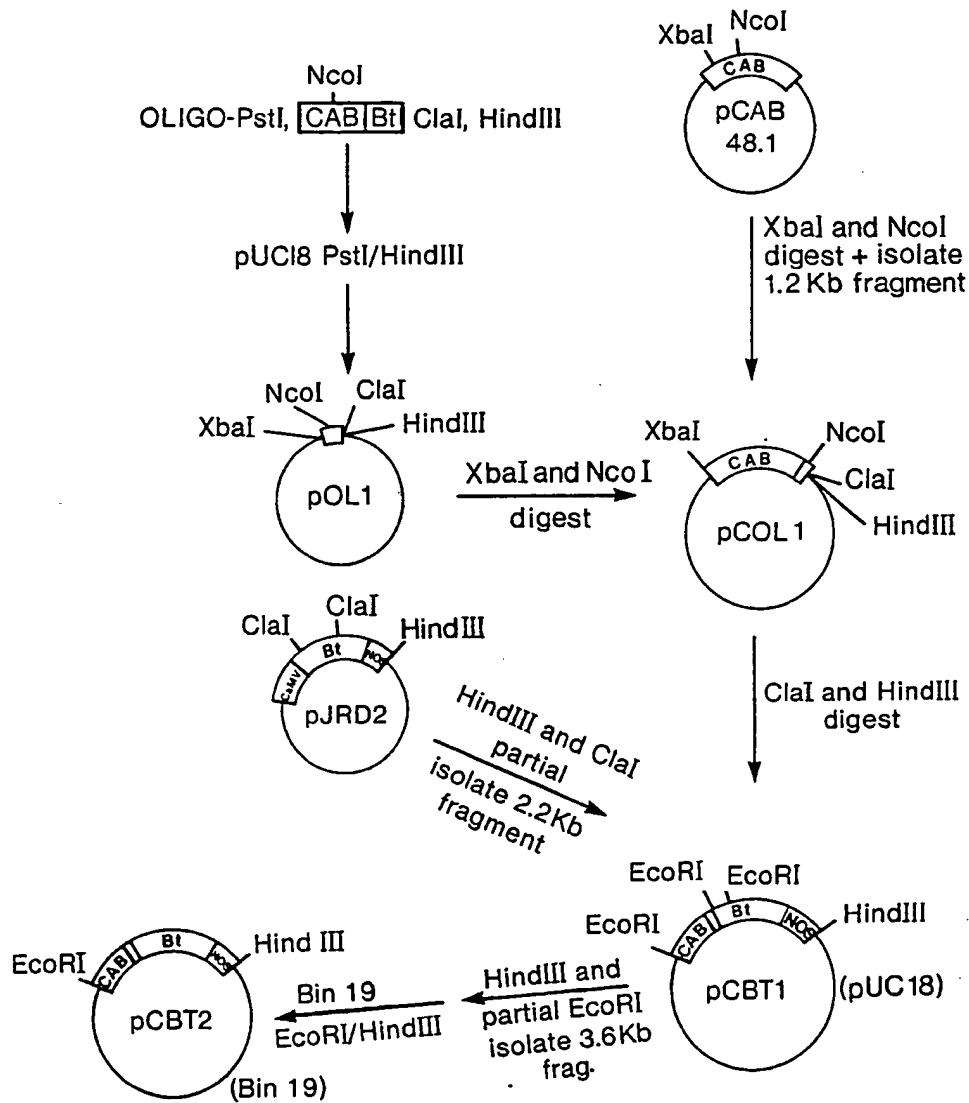 NcoI
OLIGO-PstI, CAB Bt ClaI, HindIII
pUC18 PstI/HindIII
XbaI
NcoI
CAB
pCAB
48.1
XbaI and NcoI
digest + isolate
1.2 Kb fragment
NcoI
ClaI
XbaI
HindIII
pOL1
XbaI and NcoI
digest
XbaI
NcoI
CAB
ClaI
HindIII
pCOL1
ClaI
ClaI
HindIII
CaMV
Bt
NOS
pJRD2
HindIII and ClaI
partial
isolate 2.2Kb
fragment
ClaI and HindIII
digest
EcoRI
EcoRI
EcoRI
HindIII
CAB
Bt
NOS
pCBT1
(pUC18)
HindIII and
partial EcoRI
isolate 3.6Kb
frag.
Bin 19
EcoRI/HindIII
EcoRI
Hind III
CAB
Bt
NOS
pCBT2
(Bin 19)